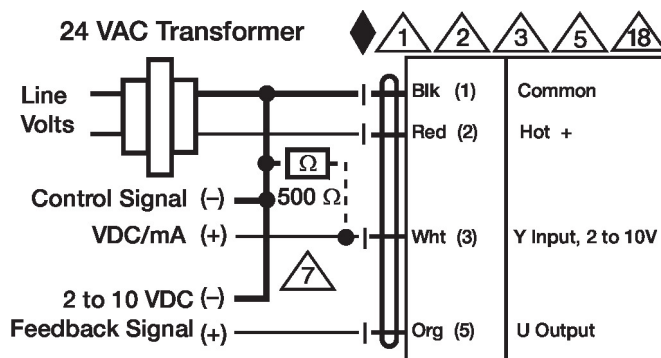 24 VAC Transformer
1 2 3 5 18
Line
Volts
Blk (1) Common
Red (2) Hot +
Ω
500 Ω
Control Signal (–)
VDC/mA (+)
Wht (3) Y Input, 2 to 10V
7
2 to 10 VDC (–)
Feedback Signal (+)
Org (5) U Output